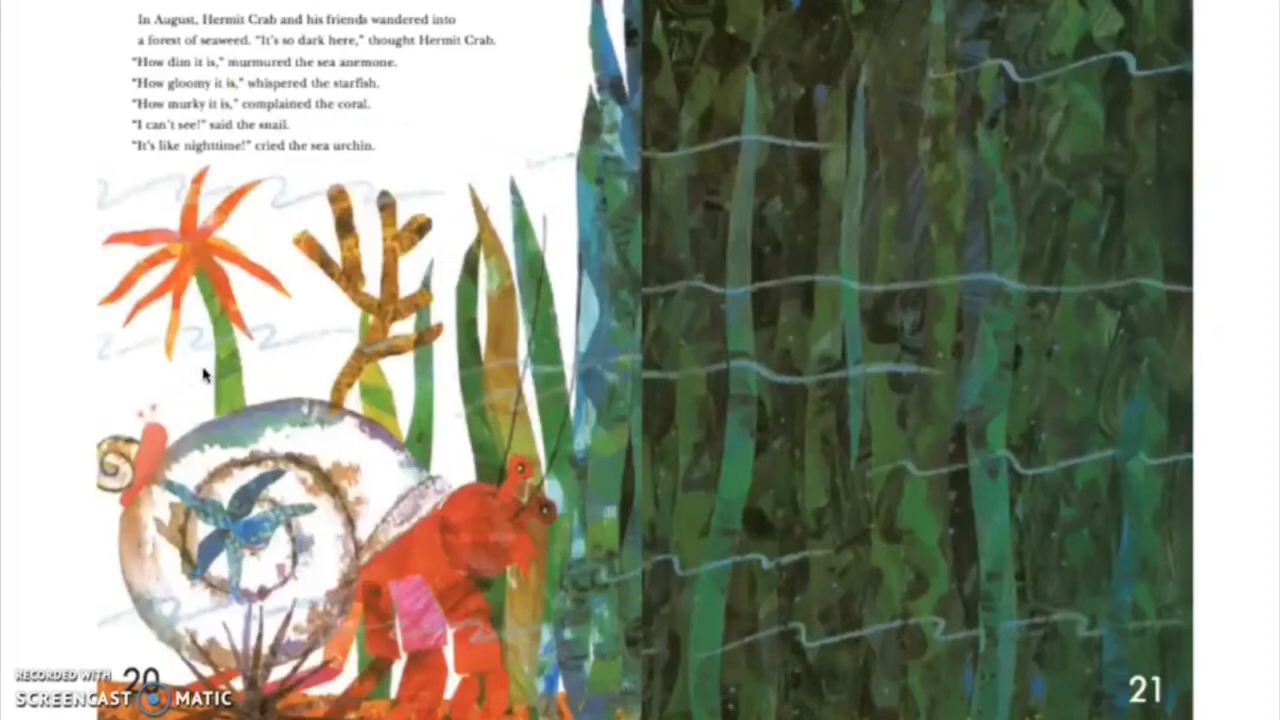 In August, Hermit Crab and his friends wandered into
a forest of seaweed. “It’s so dark here,” thought Hermit Crab.
“How dim it is,” murmured the sea anemone.
“How gloomy it is,” whispered the starfish.
“How murky it is,” complained the coral.
“I can’t see!” said the snail.
“It’s like nighttime!” cried the sea urchin.
20
RECORDED WITH
SCREENCAST MATIC
21